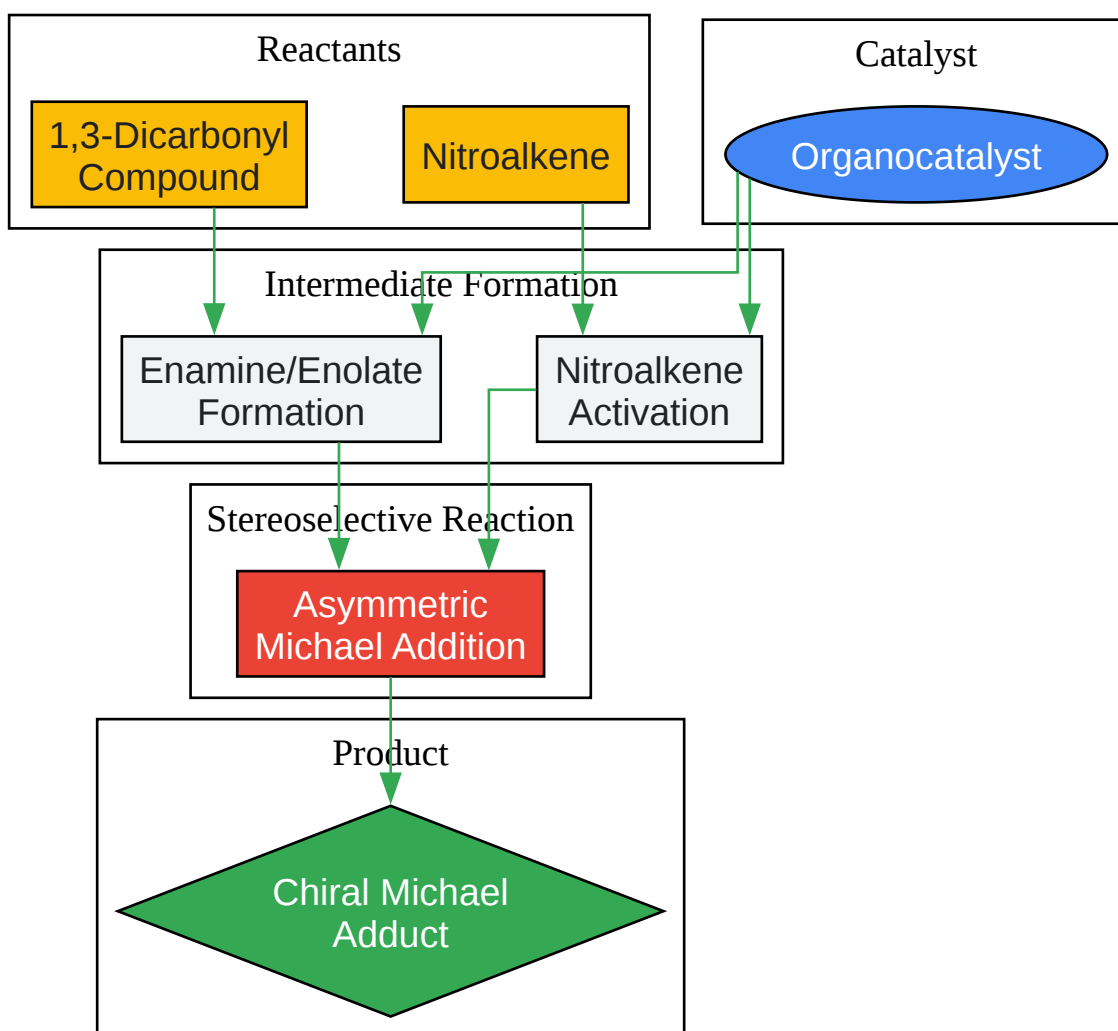 Reactants
Catalyst
1,3-Dicarbonyl
Compound
Nitroalkene
Organocatalyst
Intermediate Formation
Enamine/Enolate
Formation
Nitroalkene
Activation
Stereoselective Reaction
Asymmetric
Michael Addition
Product
Chiral Michael
Adduct